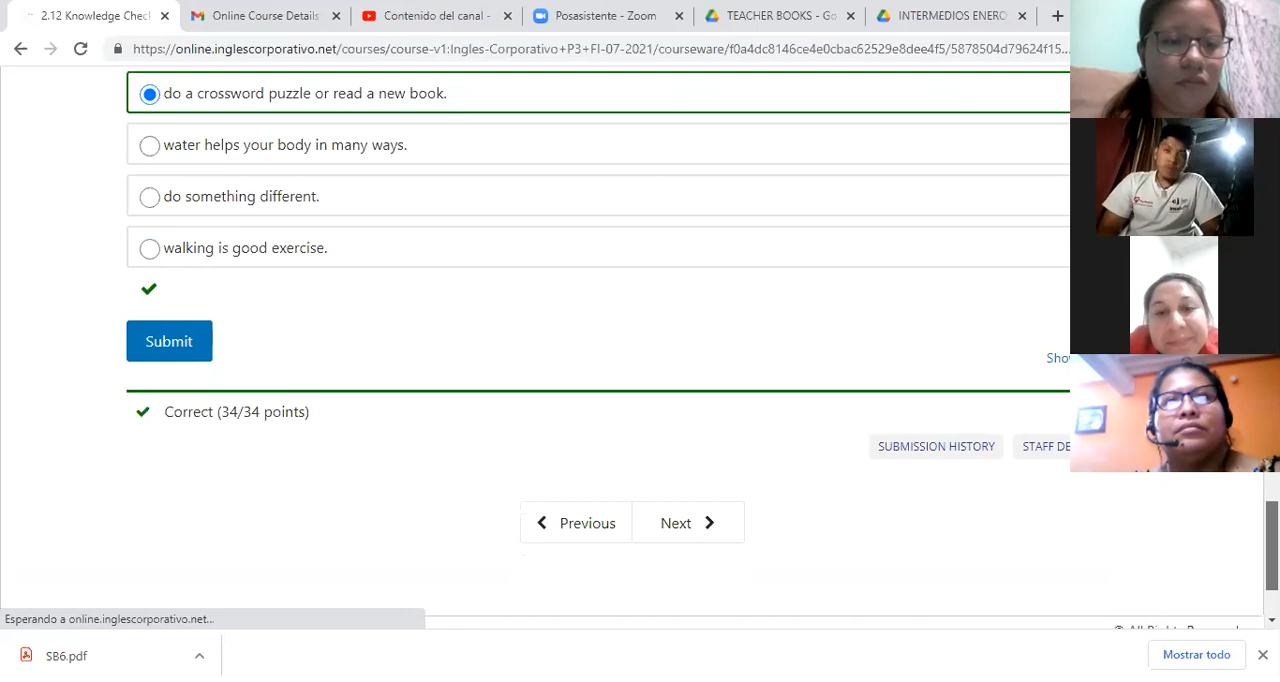 2.12 Knowledge Chec
Online Course Details
Contenido del canal -
Posasistente - Zoom
TEACHER BOOKS - Go
INTERMEDIOS ENERO
https://online.inglescorporativo.net/courses/course-v1:Ingles-Corporativo+P3+FI-07-2021/courseware/f0a4dc8146ce4e0cbac62529e8dee4f5/5878504d79624f15...
do a crossword puzzle or read a new book.
water helps your body in many ways.
do something different.
walking is good exercise.
Submit
Sho
Correct (34/34 points)
SUBMISSION HISTORY
STAFF DE
Previous
Next
Esperando a online.inglescorporativo.net...
SB6.pdf
Mostrar todo